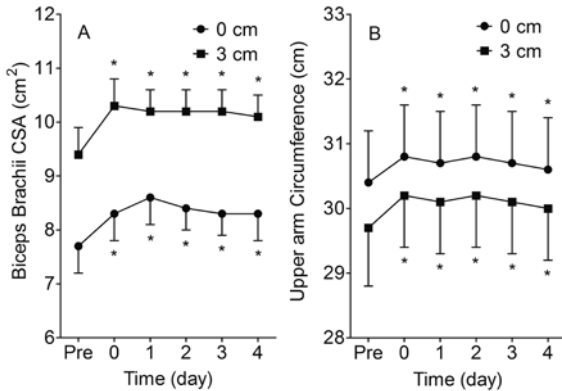 A
0 cm
3 cm
Biceps Brachii CSA (cm²)
12
11
10
9
8
7
6
* * * * *
* * * * *
Pre 0 1 2 3 4
Time (day)
B
0 cm
3 cm
Upper arm Circumference (cm)
33
32
31
30
29
28
* * * * *
* * * * *
Pre 0 1 2 3 4
Time (day)